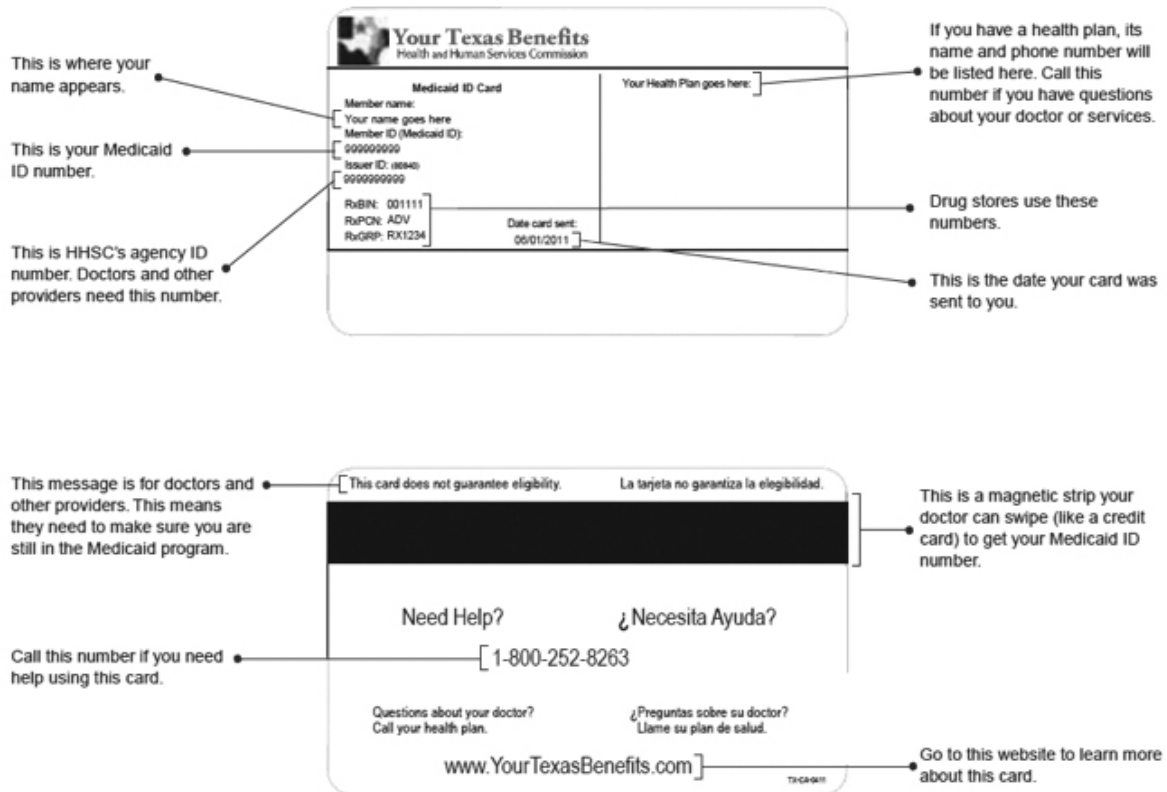 Your Texas Benefits
Health and Human Services Commission
This is where your
name appears.
This is your Medicaid
ID number.
This is HHSC's agency ID
number. Doctors and other
providers need this number.
Medicaid ID Card
Member name:
Your name goes here
Member ID (Medicaid ID):
999999999
Issuer ID: (80840)
9999999999
RxBIN: 001111
RxPCN: ADV
RxGRP: RX1234
Date card sent:
06/01/2011
Your Health Plan goes here:
If you have a health plan, its
name and phone number will
be listed here. Call this
number if you have questions
about your doctor or services.
Drug stores use these
numbers.
This is the date your card was
sent to you.
This message is for doctors and
other providers. This means
they need to make sure you are
still in the Medicaid program.
Call this number if you need
help using this card.
This card does not guarantee eligibility. La tarjeta no garantiza la elegibilidad.
Need Help? ¿Necesita Ayuda?
1-800-252-8263
Questions about your doctor? ¿Preguntas sobre su doctor?
Call your health plan. Llame su plan de salud.
www.YourTexasBenefits.com
TX-CA-0411
This is a magnetic strip your
doctor can swipe (like a credit
card) to get your Medicaid ID
number.
Go to this website to learn more
about this card.